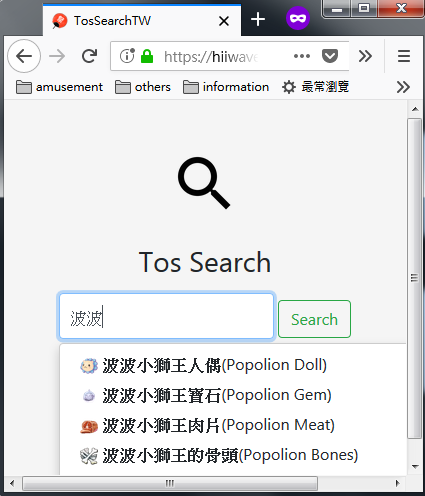 TosSearchTW
https://hiiwave
amusement
others
information
最常瀏覽
Tos Search
波波
Search
波波小獅王人偶(Popolion Doll)
波波小獅王寶石(Popolion Gem)
波波小獅王肉片(Popolion Meat)
波波小獅王的骨頭(Popolion Bones)